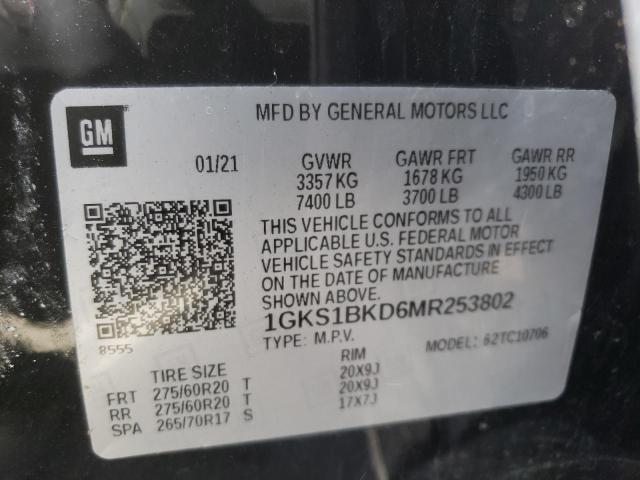 GM
MFD BY GENERAL MOTORS LLC
01/21 GVWR GAWR FRT GAWR RR
3357 KG 1678 KG 1950 KG
7400 LB 3700 LB 4300 LB
THIS VEHICLE CONFORMS TO ALL
APPLICABLE U.S. FEDERAL MOTOR
VEHICLE SAFETY STANDARDS IN EFFECT
ON THE DATE OF MANUFACTURE
SHOWN ABOVE.
1GKS1BKD6MR253802
8555
TYPE: M.P.V. MODEL: 62TC10706
TIRE SIZE RIM
FRT 275/60R20 T 20X9J
RR 275/60R20 T 20X9J
SPA 265/70R17 S 17X7J